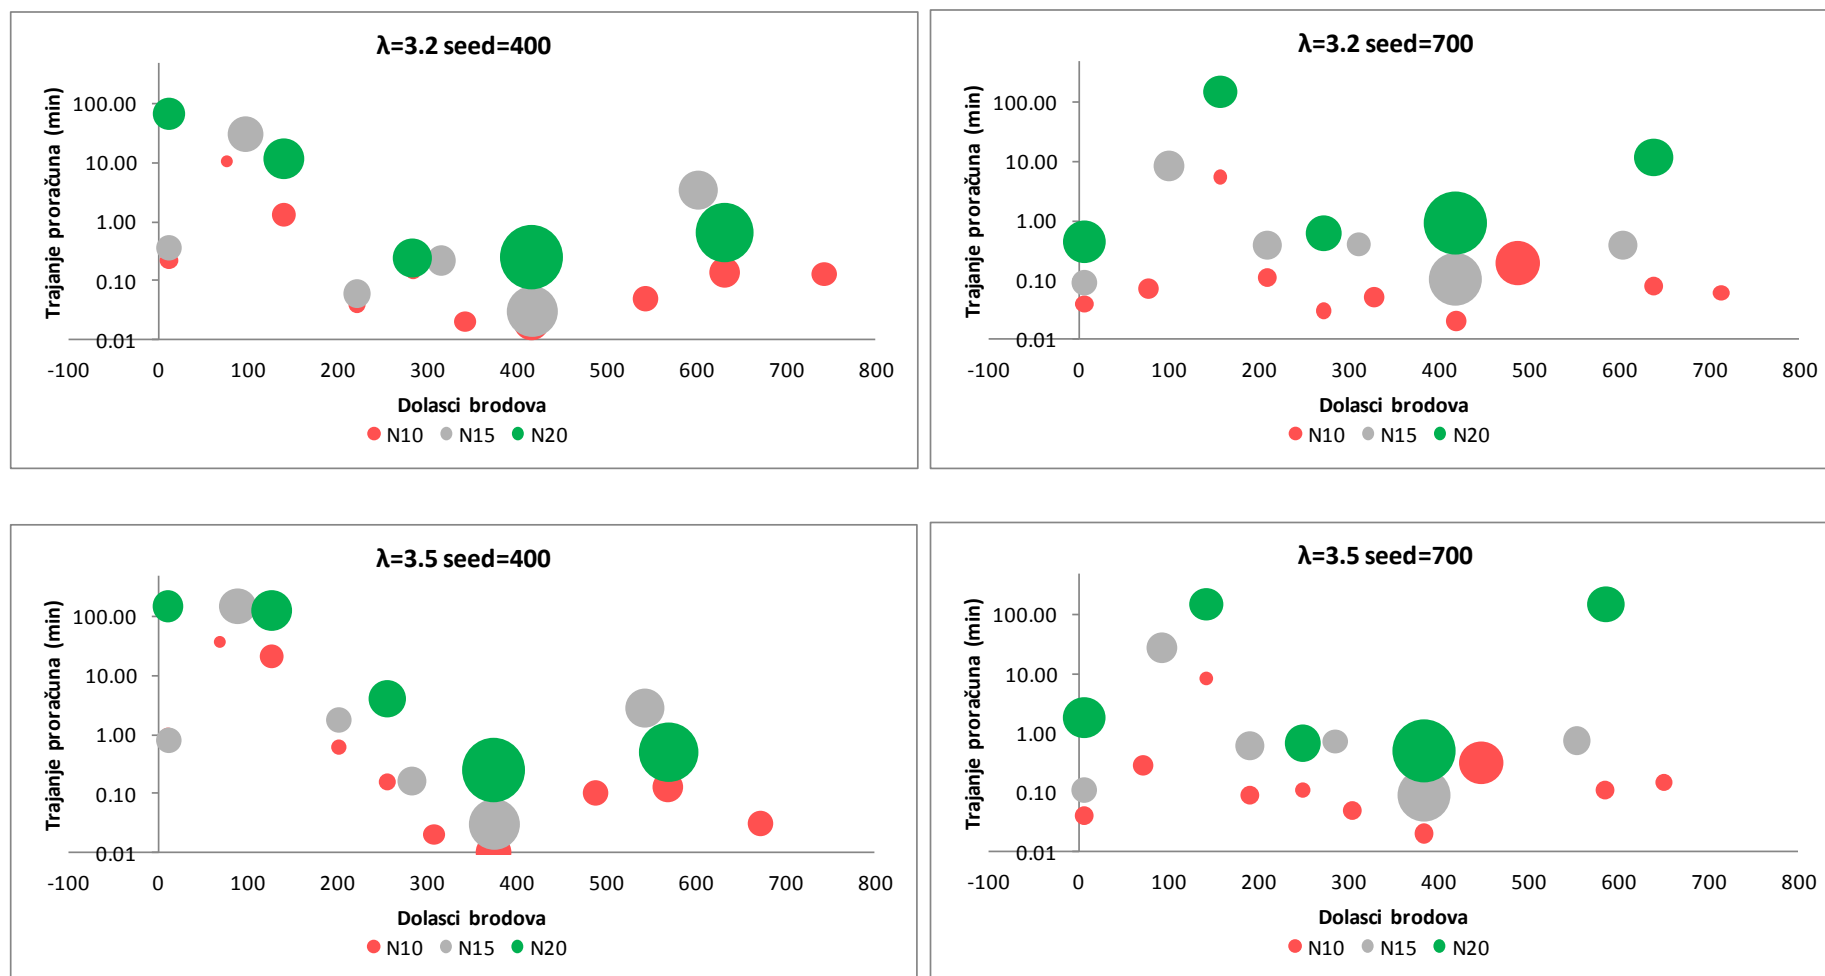 λ=3.2 seed=400
Trajanje proračuna (min)
100.00
10.00
1.00
0.10
0.01
-100 0 100 200 300 400 500 600 700 800
Dolasci brodova
N10 N15 N20
λ=3.2 seed=700
Trajanje proračuna (min)
100.00
10.00
1.00
0.10
0.01
-100 0 100 200 300 400 500 600 700 800
Dolasci brodova
N10 N15 N20
λ=3.5 seed=400
Trajanje proračuna (min)
100.00
10.00
1.00
0.10
0.01
-100 0 100 200 300 400 500 600 700 800
Dolasci brodova
N10 N15 N20
λ=3.5 seed=700
Trajanje proračuna (min)
100.00
10.00
1.00
0.10
0.01
-100 0 100 200 300 400 500 600 700 800
Dolasci brodova
N10 N15 N20